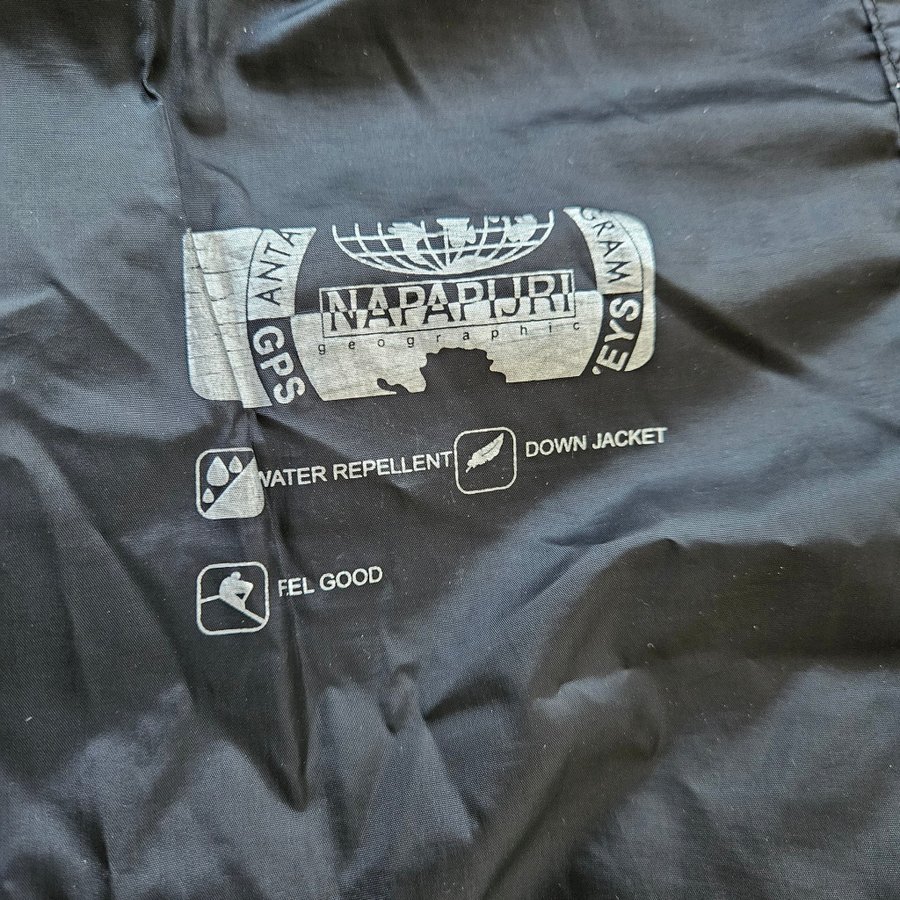 ANTA
GRAM
NAPAPIJRI
geographic
GPS
EYS
WATER REPELLENT
DOWN JACKET
FEL GOOD